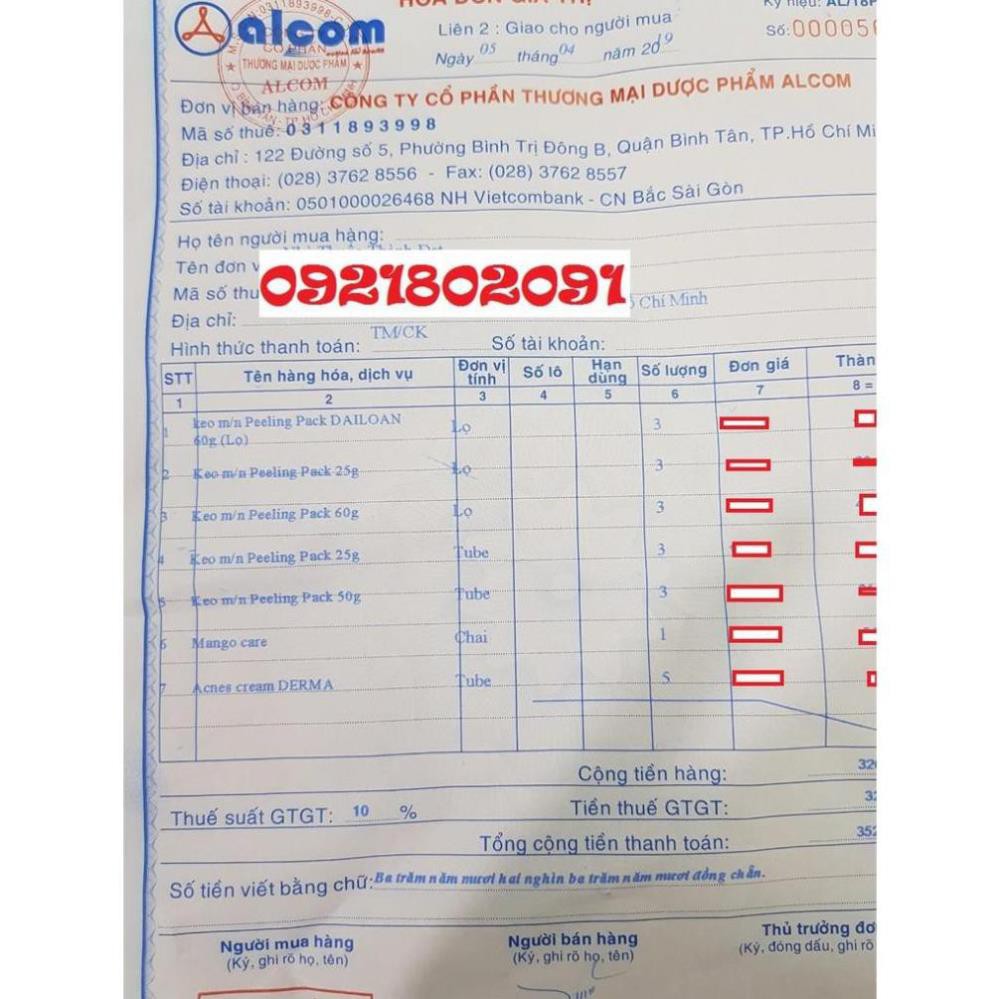 alcom
Liên 2 : Giao cho người mua
Ngày 05 tháng 04 năm 2019
Số: 000005
CỔ PHẦN
THƯƠNG MẠI DƯỢC PHẨM
ALCOM
Đơn vị bán hàng: CÔNG TY CỔ PHẦN THƯƠNG MẠI DƯỢC PHẨM ALCOM
Mã số thuế: 0311893998
Địa chỉ : 122 Đường số 5, Phường Bình Trị Đông B, Quận Bình Tân, TP.Hồ Chí Mi
Điện thoại: (028) 3762 8556 - Fax: (028) 3762 8557
Số tài khoản: 0501000026468 NH Vietcombank - CN Bắc Sài Gòn
Họ tên người mua hàng:
Tên đơn v
0921802091
Mã số thu
Chí Minh
Địa chỉ:
Hình thức thanh toán: TM/CK Số tài khoản:
STT Tên hàng hóa, dịch vụ Đơn vị tính Số lô Hạn dùng Số lượng Đơn giá Thàn
1 2 3 4 5 6 7 8 =
1 keo m/n Peeling Pack DAILOAN Lọ 3
60g (Lọ)
2 Keo m/n Peeling Pack 25g Lọ 3
3 Keo m/n Peeling Pack 60g Lọ 3
4 Keo m/n Peeling Pack 25g Tube 3
5 Keo m/n Peeling Pack 50g Tube 3
6 Mango care Chai 1
7 Acnes cream DERMA Tube 5
Cộng tiền hàng: 320
Thuế suất GTGT: 10 % Tiền thuế GTGT: 32
Tổng cộng tiền thanh toán: 352
Số tiền viết bằng chữ: Ba trăm năm mươi hai nghìn ba trăm năm mươi đồng chẵn.
Người mua hàng Người bán hàng Thủ trưởng đơ
(Ký, ghi rõ họ, tên) (Ký, ghi rõ họ, tên) (Ký, đóng dấu, ghi rõ